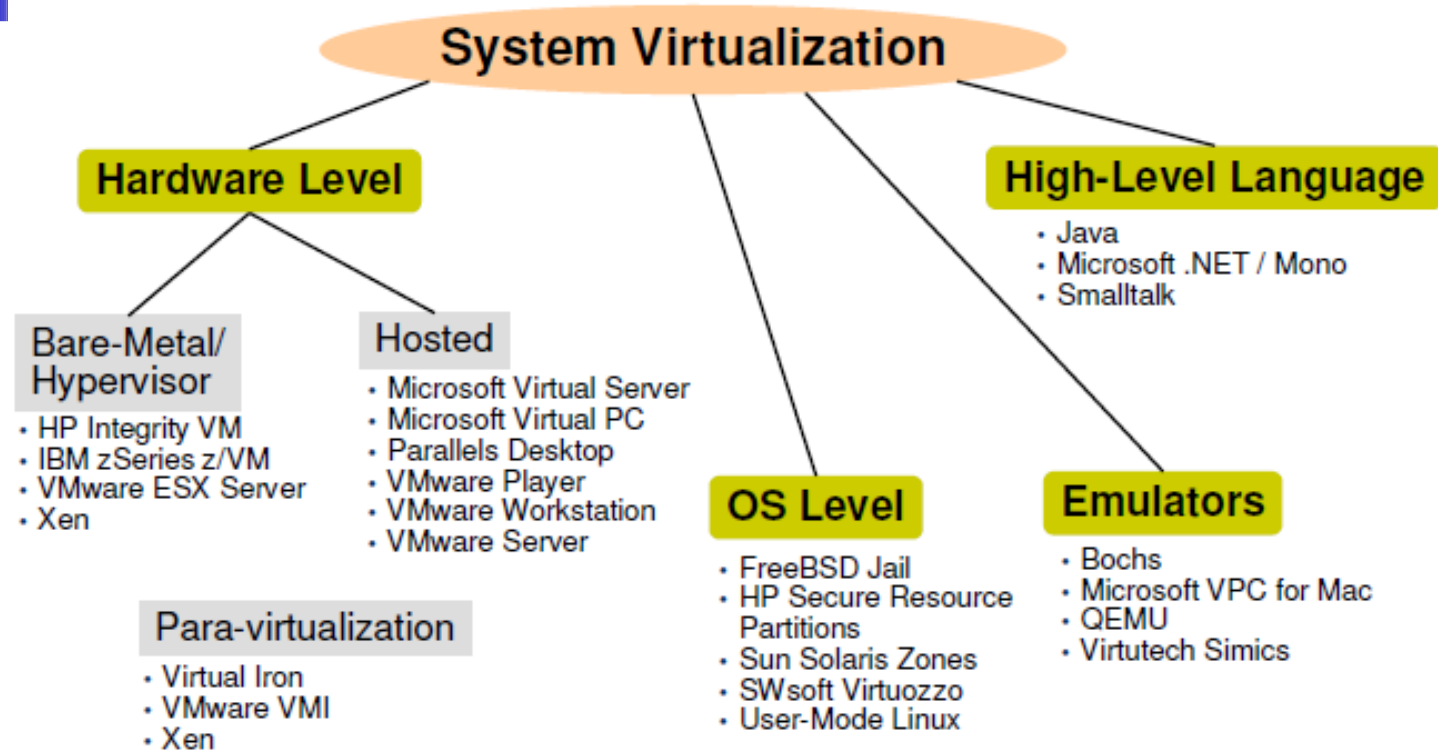 System Virtualization
Hardware Level
Bare-Metal/
Hypervisor
• HP Integrity VM
• IBM zSeries z/VM
• VMware ESX Server
• Xen
Hosted
• Microsoft Virtual Server
• Microsoft Virtual PC
• Parallels Desktop
• VMware Player
• VMware Workstation
• VMware Server
Para-virtualization
• Virtual Iron
• VMware VMI
• Xen
OS Level
• FreeBSD Jail
• HP Secure Resource
Partitions
• Sun Solaris Zones
• SWsoft Virtuozzo
• User-Mode Linux
Emulators
• Bochs
• Microsoft VPC for Mac
• QEMU
• Virtutech Simics
High-Level Language
• Java
• Microsoft .NET / Mono
• Smalltalk